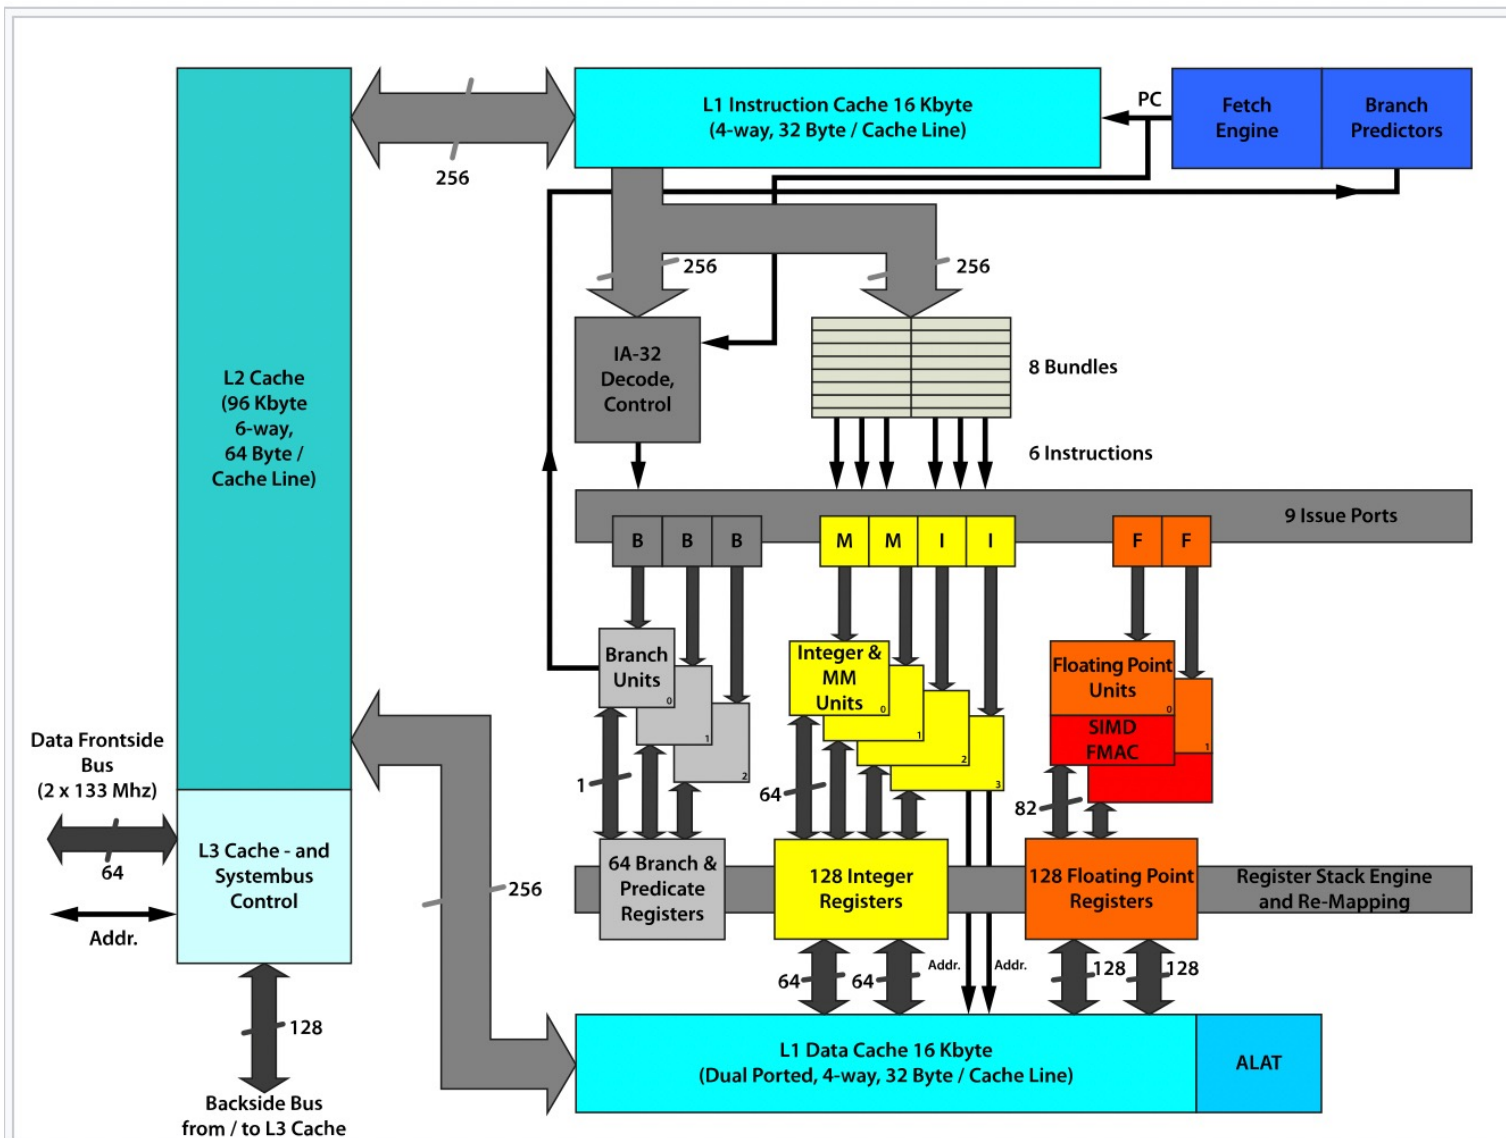 L1 Instruction Cache 16 Kbyte
(4-way, 32 Byte / Cache Line)
PC
Fetch
Engine
Branch
Predictors
256
256
256
L2 Cache
(96 Kbyte
6-way,
64 Byte /
Cache Line)
IA-32
Decode,
Control
8 Bundles
6 Instructions
9 Issue Ports
B
B
B
M
M
I
I
F
F
Branch
Units
0
1
2
Integer &
MM
Units
0
1
2
3
Floating Point
Units
0
SIMD
FMAC
1
1
64
82
Data Frontside
Bus
(2 x 133 Mhz)
64
Addr.
L3 Cache - and
Systembus
Control
256
64 Branch &
Predicate
Registers
128 Integer
Registers
128 Floating Point
Registers
Register Stack Engine
and Re-Mapping
64
64
Addr.
Addr.
128
128
128
L1 Data Cache 16 Kbyte
(Dual Ported, 4-way, 32 Byte / Cache Line)
ALAT
Backside Bus
from / to L3 Cache